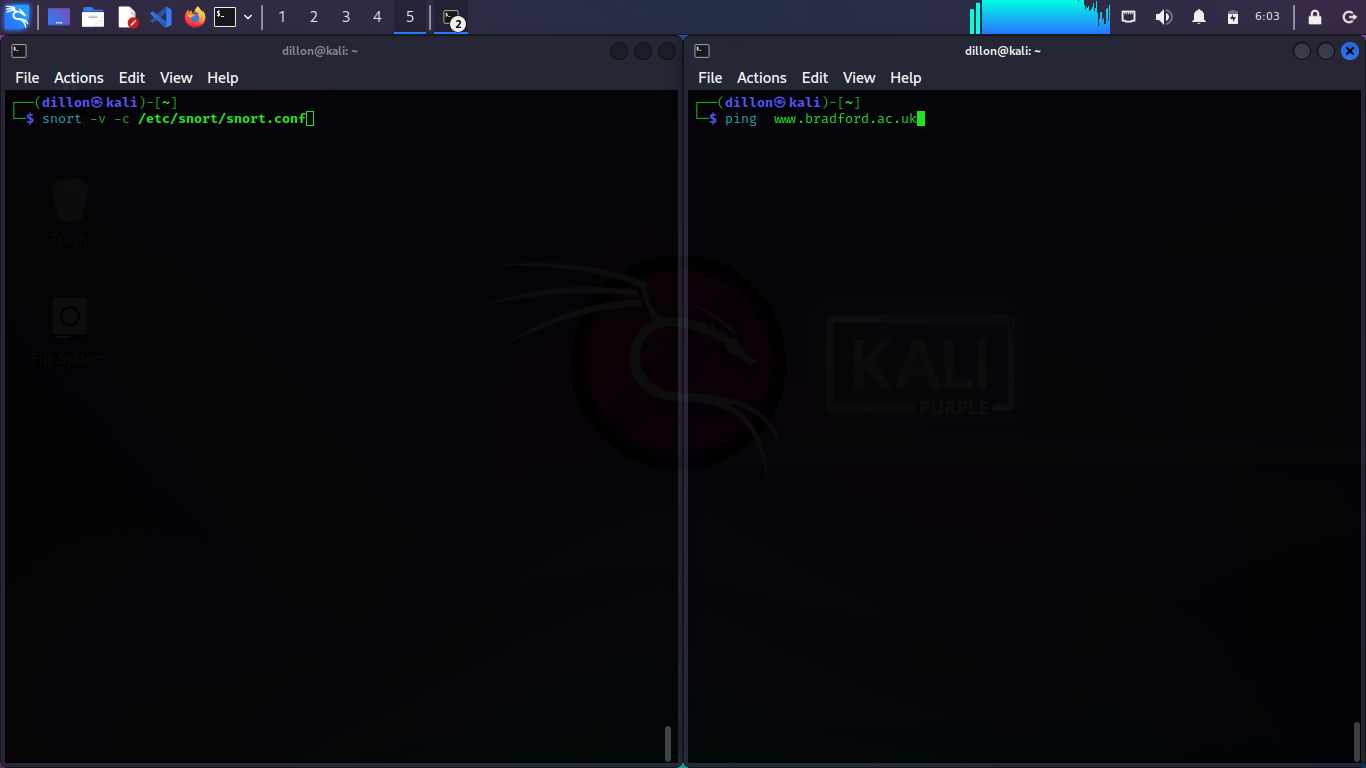 1 2 3 4 5 2 6:03
dillon@kali: ~
File Actions Edit View Help
┌──(dillon㉿kali)-[~]
└─$ snort -v -c /etc/snort/snort.conf
Trash
File System
dillon@kali: ~
File Actions Edit View Help
┌──(dillon㉿kali)-[~]
└─$ ping  www.bradford.ac.uk
KALI
PURPLE